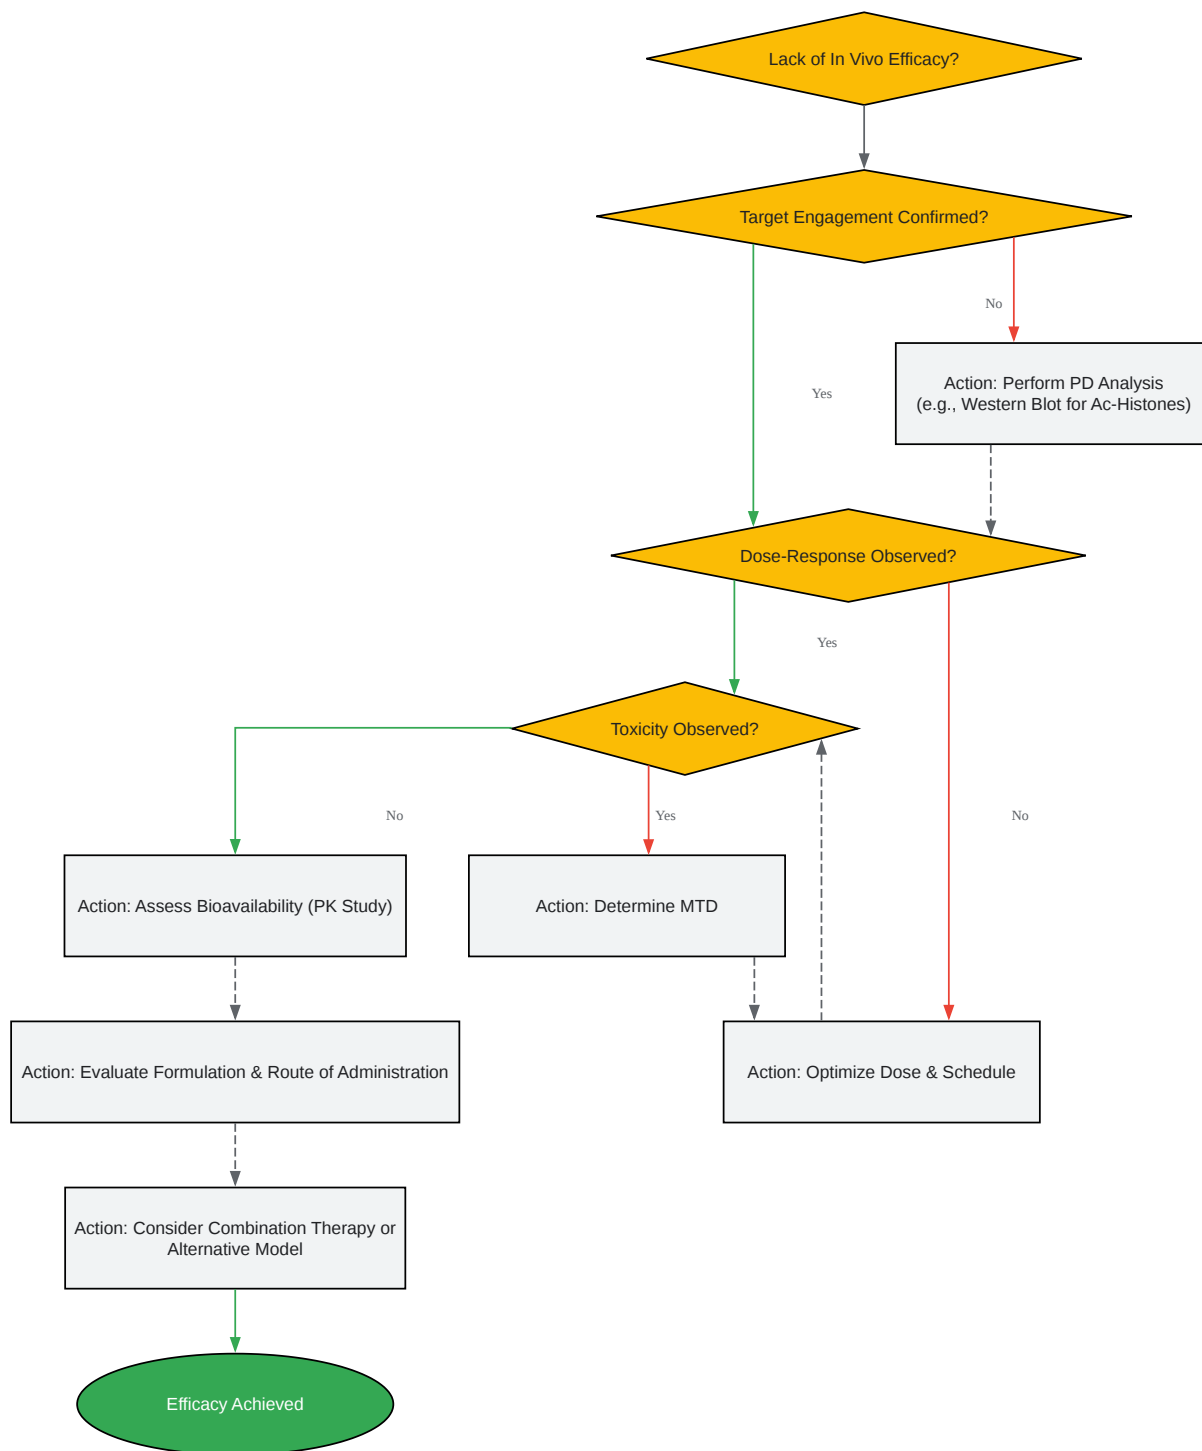 Lack of In Vivo Efficacy?
Target Engagement Confirmed?
No
Action: Perform PD Analysis
(e.g., Western Blot for Ac-Histones)
Yes
Dose-Response Observed?
Yes
Toxicity Observed?
No
Yes
No
Action: Assess Bioavailability (PK Study)
Action: Determine MTD
Action: Evaluate Formulation & Route of Administration
Action: Optimize Dose & Schedule
Action: Consider Combination Therapy or
Alternative Model
Efficacy Achieved